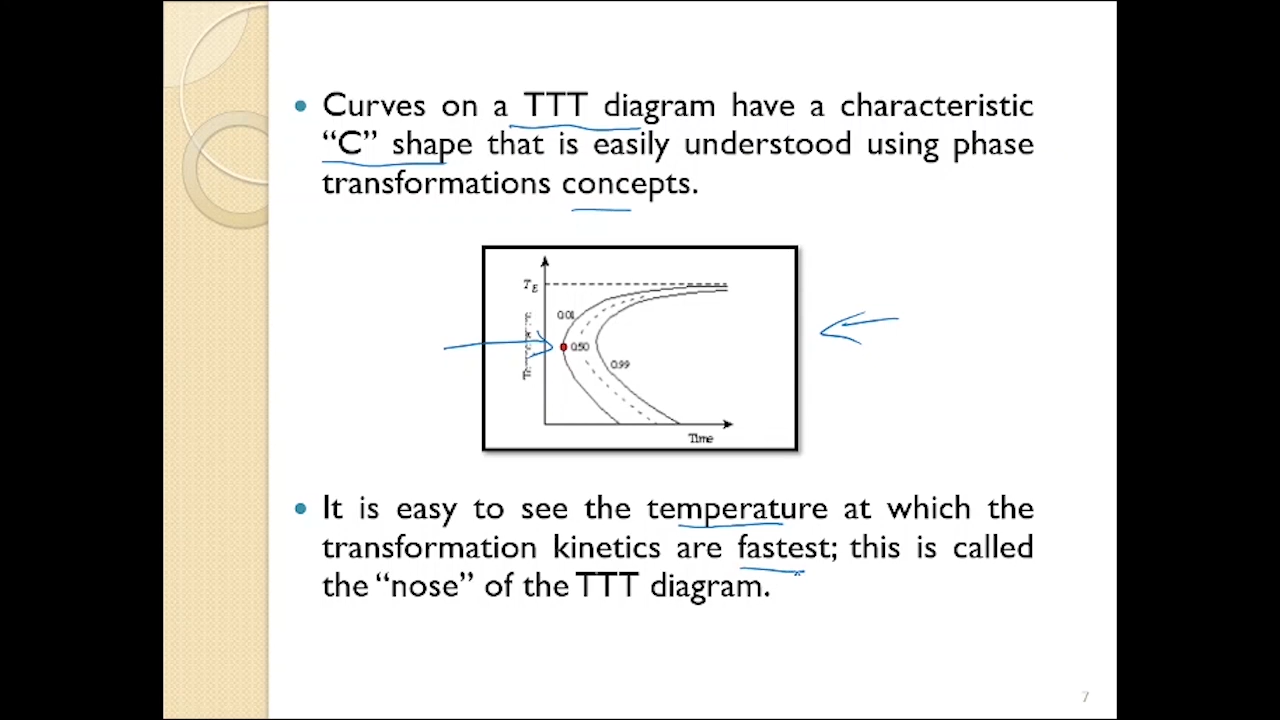 Curves on a TTT diagram have a characteristic
“C” shape that is easily understood using phase
transformations concepts.
T_E
0.01
0.50
0.99
Temperature
Time
It is easy to see the temperature at which the
transformation kinetics are fastest; this is called
the “nose” of the TTT diagram.
7